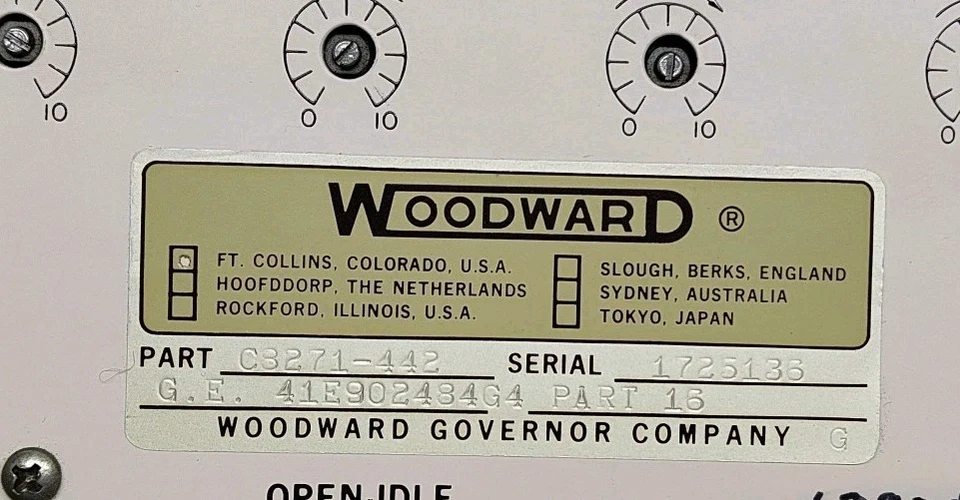 10
0 10
0 10
0
WOODWARD ®
FT. COLLINS, COLORADO, U.S.A.
HOOFDDORP, THE NETHERLANDS
ROCKFORD, ILLINOIS, U.S.A.
SLOUGH, BERKS, ENGLAND
SYDNEY, AUSTRALIA
TOKYO, JAPAN
PART C3271-442 SERIAL 1725136
G.E. 41E902484G4 PART 16
WOODWARD GOVERNOR COMPANY G
OPEN IDLE